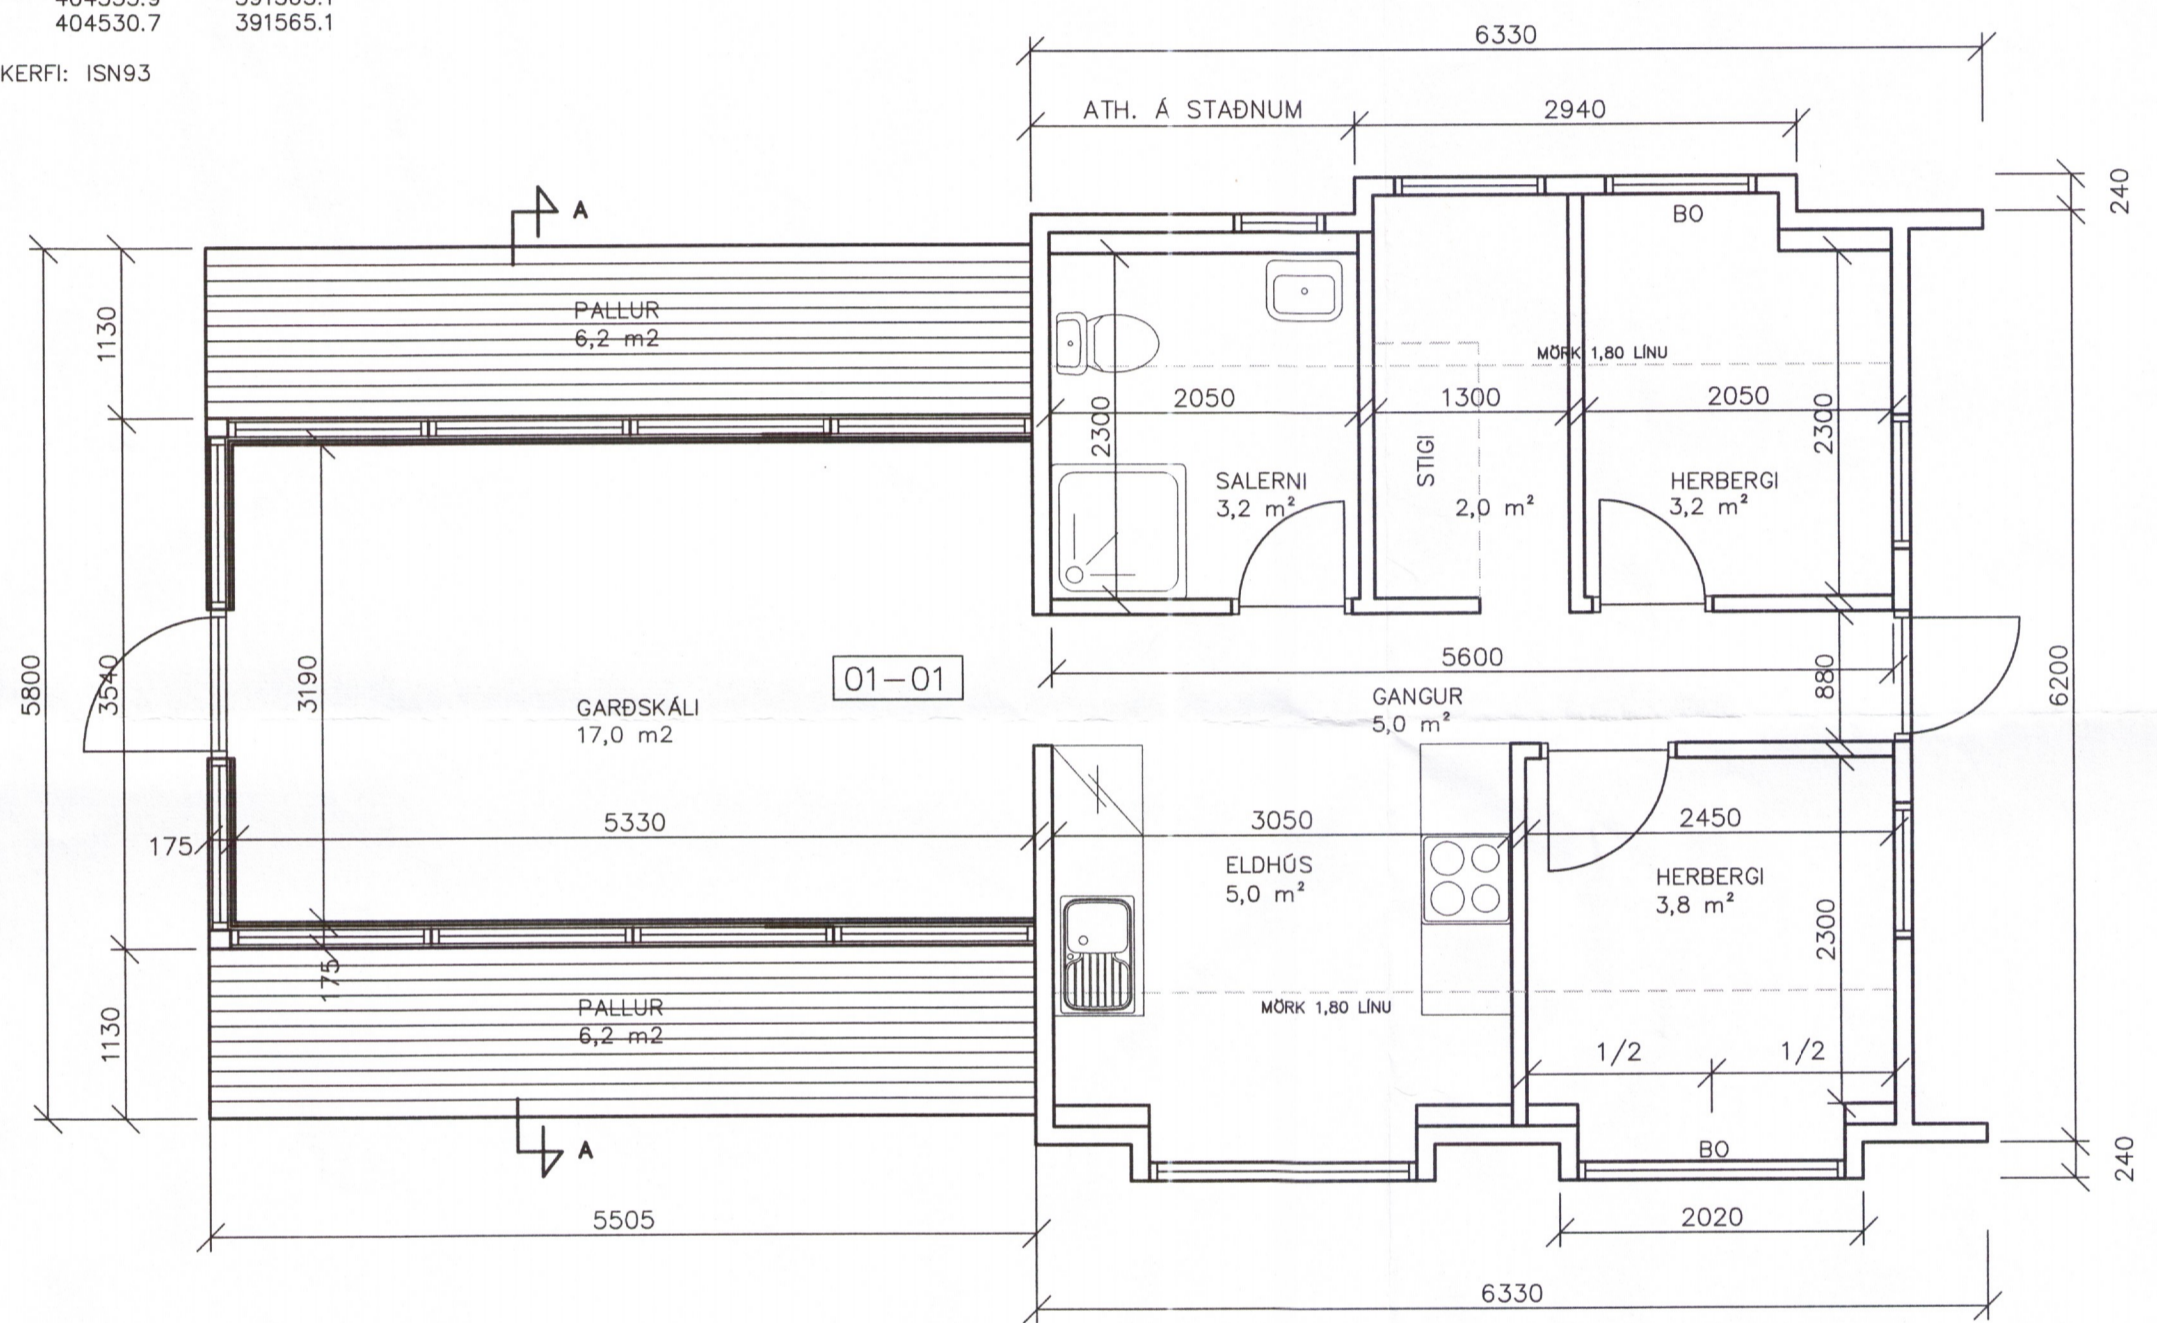 404530.7 391565.1
KERFI: ISN93
6330
ATH. Á STAÐNUM
2940
240
A
BO
PALLUR
6,2 m2
1130
MÖRK 1,80 LÍNU
2050
1300
2050
2300
2300
STIGI
SALERNI
3,2 m²
2,0 m²
HERBERGI
3,2 m²
5800
3540
3190
01-01
5600
880
6200
GARÐSKÁLI
17,0 m2
GANGUR
5,0 m²
175
5330
3050
2450
ELDHÚS
5,0 m²
HERBERGI
3,8 m²
2300
175
PALLUR
6,2 m2
MÖRK 1,80 LÍNU
1130
1/2
1/2
A
BO
240
5505
2020
6330